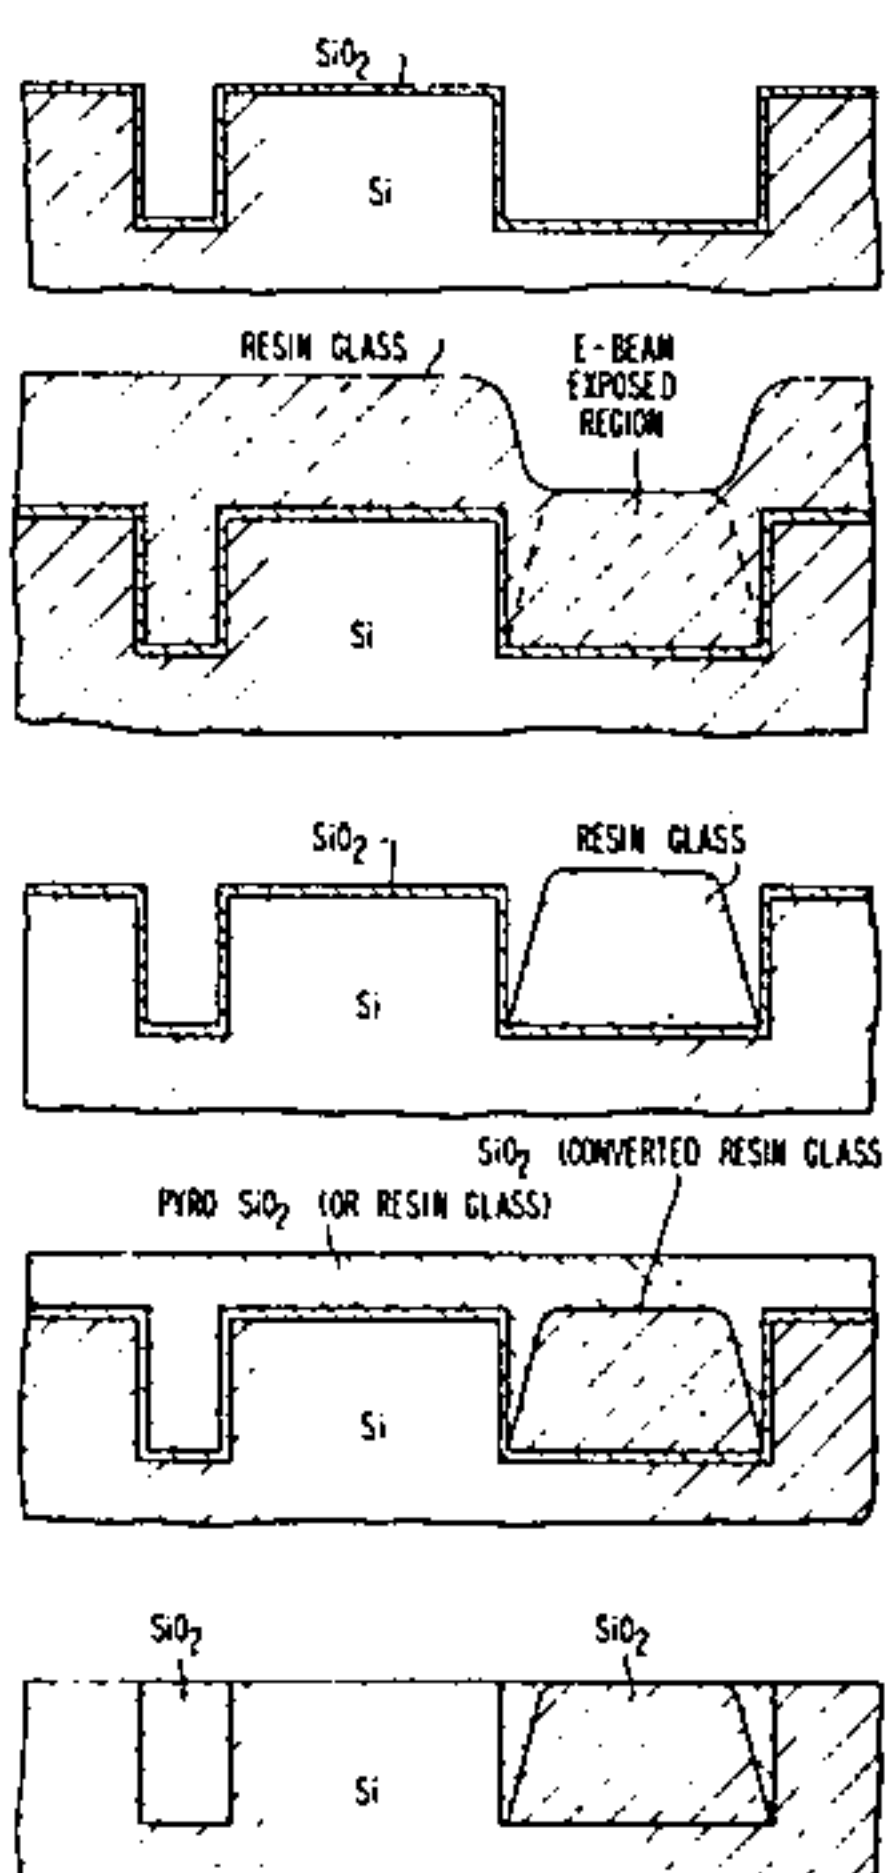 SiO2
Si
RESIN GLASS
E-BEAM
EXPOSED
REGION
Si
SiO2
RESIN GLASS
Si
SiO2 (CONVERTED RESIN GLASS
PYRO SiO2 (OR RESIN GLASS)
Si
SiO2
SiO2
Si